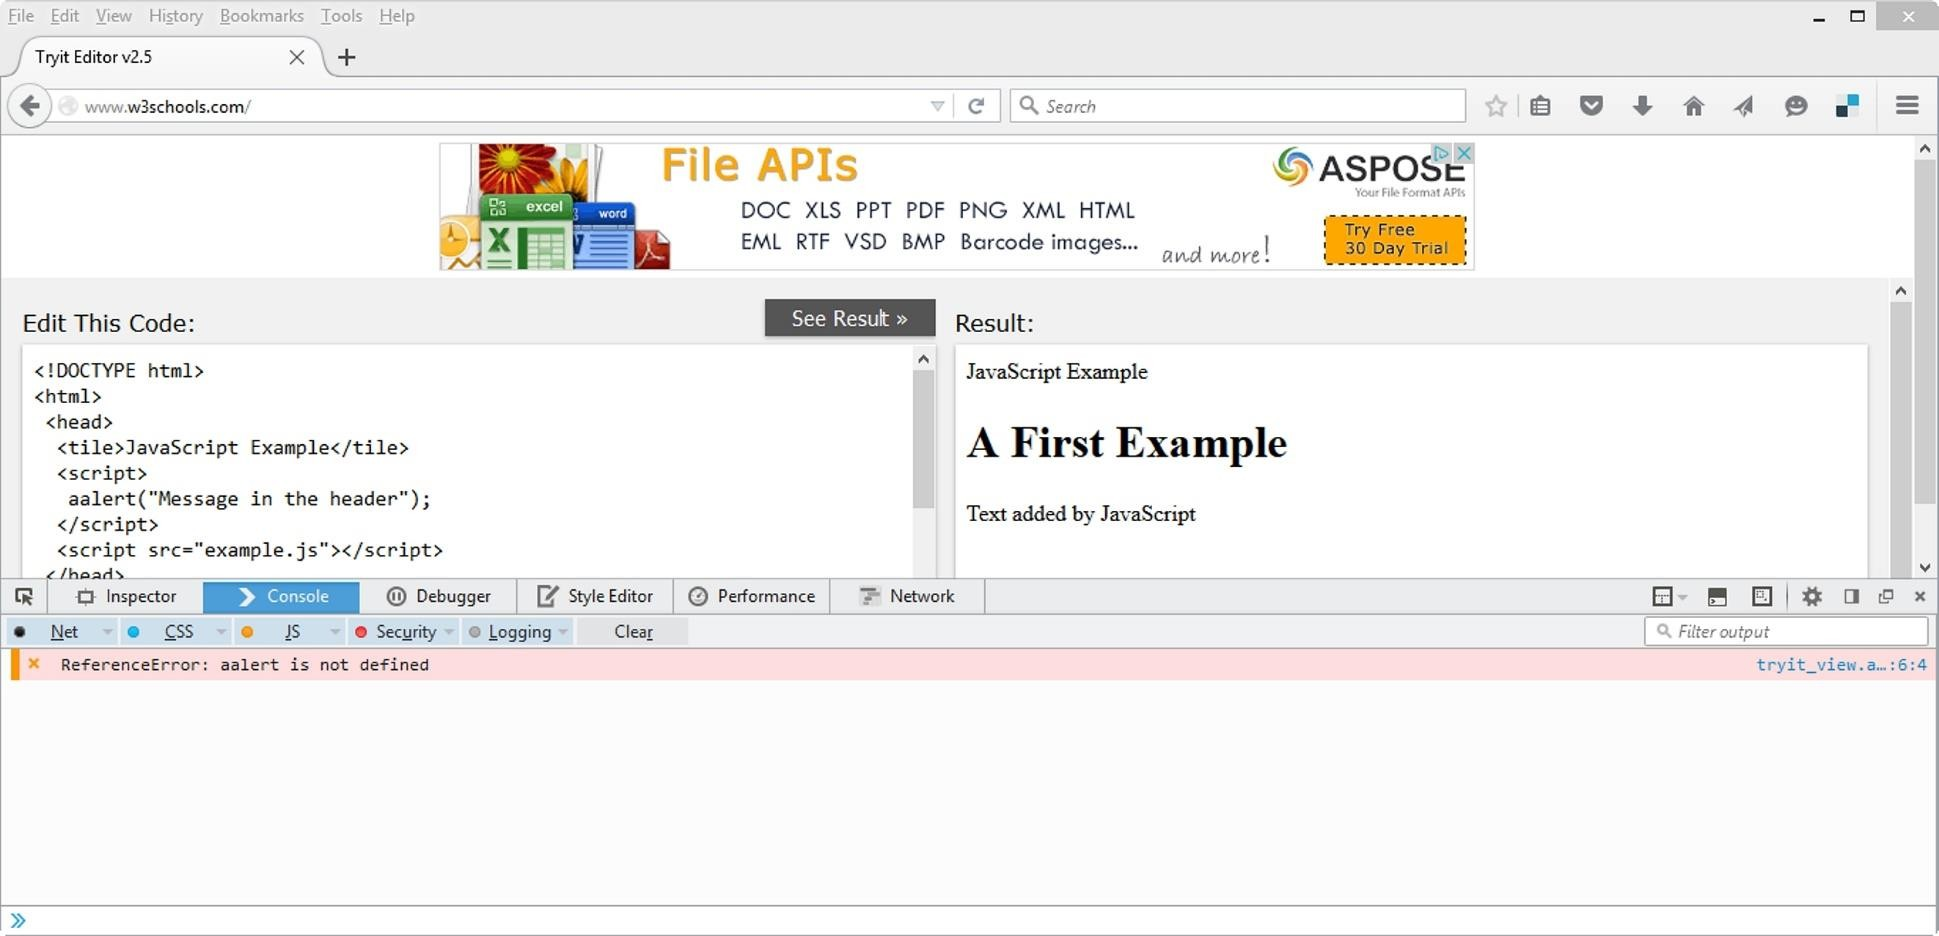 File Edit View History Bookmarks Tools Help
Tryit Editor v2.5
www.w3schools.com/
Search
excel
word
File APIs
DOC XLS PPT PDF PNG XML HTML
EML RTF VSD BMP Barcode images...
and more!
ASPOSE
Your File Format APIs
Try Free
30 Day Trial
Edit This Code:
See Result »
<!DOCTYPE html>
<html>
<head>
<tile>JavaScript Example</tile>
<script>
aalert("Message in the header");
</script>
<script src="example.js"></script>
</head>
Result:
JavaScript Example
A First Example
Text added by JavaScript
Inspector Console Debugger Style Editor Performance Network
Net CSS JS Security Logging Clear Filter output
ReferenceError: aalert is not defined tryit_view.a…:6:4